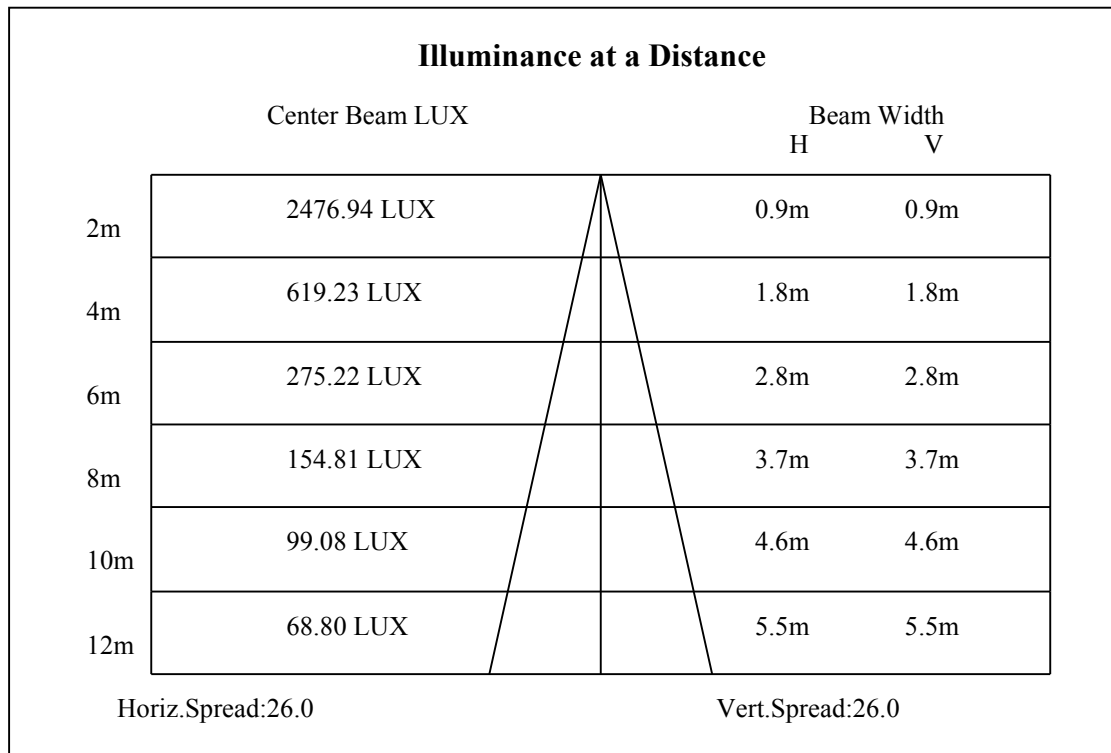 Illuminance at a Distance
Center Beam LUX Beam Width
H V
2m 2476.94 LUX 0.9m 0.9m
4m 619.23 LUX 1.8m 1.8m
6m 275.22 LUX 2.8m 2.8m
8m 154.81 LUX 3.7m 3.7m
10m 99.08 LUX 4.6m 4.6m
12m 68.80 LUX 5.5m 5.5m
Horiz.Spread:26.0 Vert.Spread:26.0